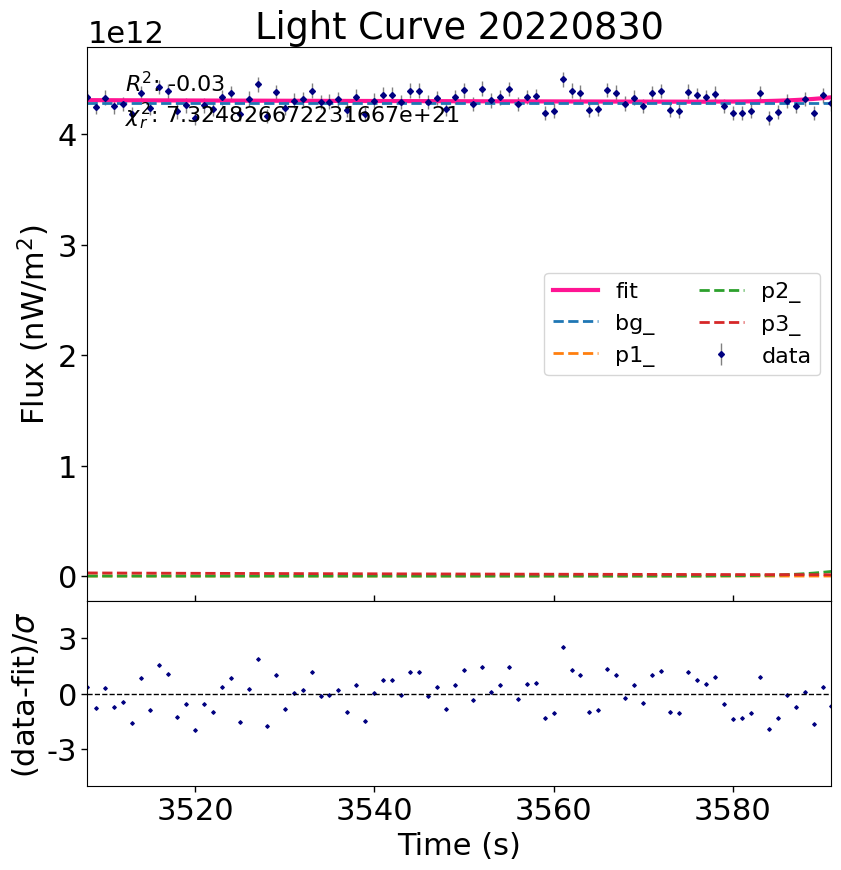 Light Curve 20220830
1e12
R²: -0.03
χᵣ²: 7.324826672231667e+21
4
3
2
1
0
Flux (nW/m²)
fit
bg_
p1_
p2_
p3_
data
3
0
-3
(data-fit)/σ
3520 3540 3560 3580
Time (s)